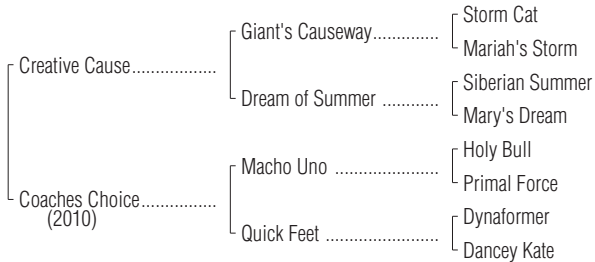 Storm Cat
Giant's Causeway..............
Mariah's Storm
Creative Cause..................
Siberian Summer
Dream of Summer ............
Mary's Dream
Holy Bull
Macho Uno ......................
Primal Force
Coaches Choice................
(2010)
Dynaformer
Quick Feet ........................
Dancey Kate